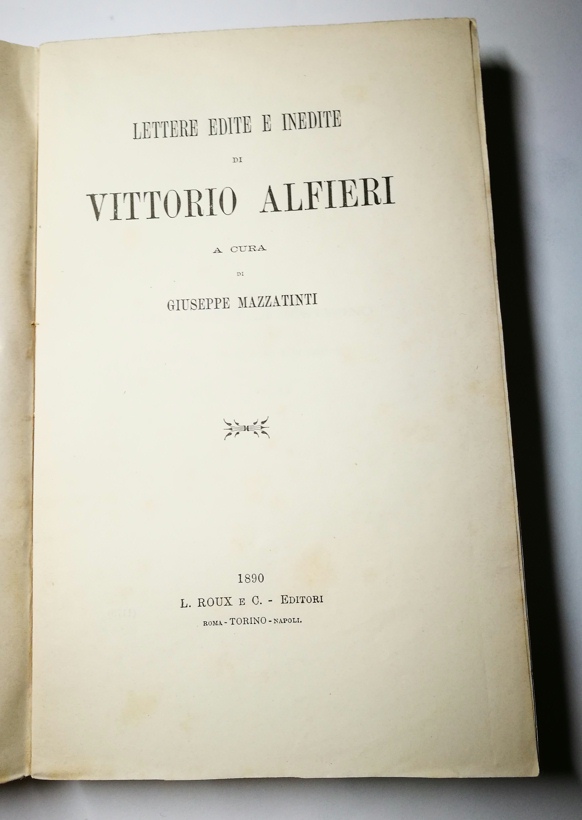 LETTERE EDITE E INEDITE
DI
VITTORIO ALFIERI
A CURA
DI
GIUSEPPE MAZZATINTI
1890
L. ROUX E C. - EDITORI
ROMA - TORINO - NAPOLI.